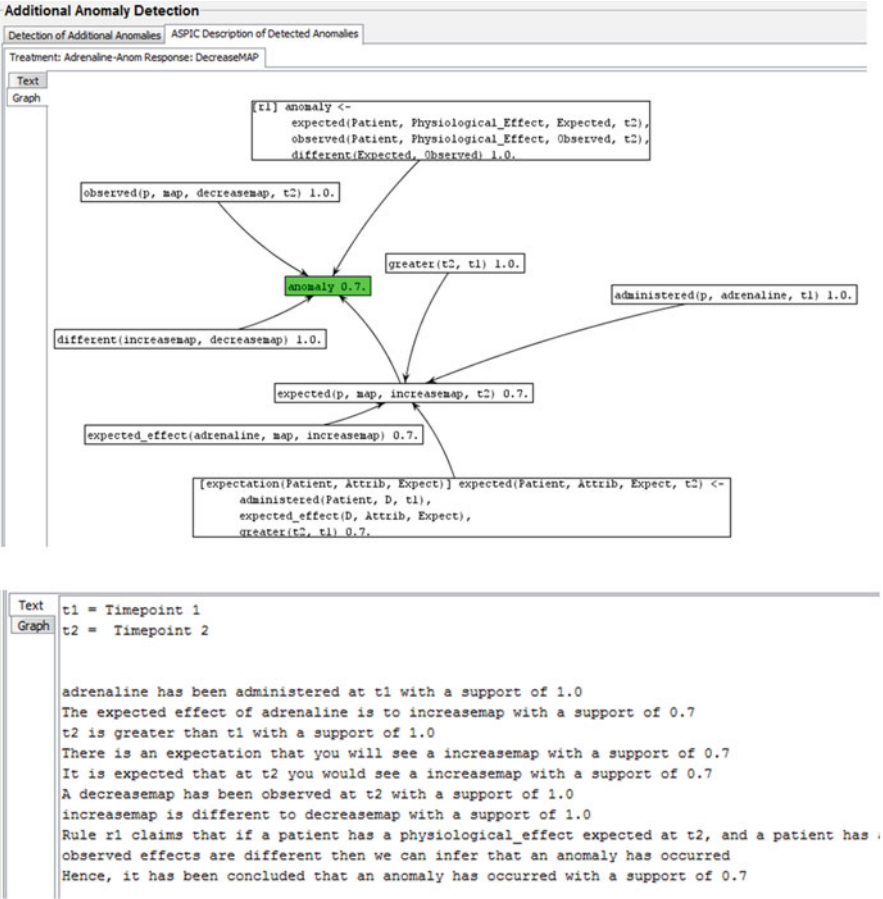 Additional Anomaly Detection
Detection of Additional Anomalies
ASPIC Description of Detected Anomalies
Treatment: Adrenaline-Anom Response: DecreaseMAP
Text
Graph
[r1] anomaly <-
expected(Patient, Physiological_Effect, Expected, t2),
observed(Patient, Physiological_Effect, Observed, t2),
different(Expected, Observed) 1.0.
observed(p, map, decreasemap, t2) 1.0.
greater(t2, t1) 1.0.
anomaly 0.7.
administered(p, adrenaline, t1) 1.0.
different(increasemap, decreasemap) 1.0.
expected(p, map, increasemap, t2) 0.7.
expected_effect(adrenaline, map, increasemap) 0.7.
[expectation(Patient, Attrib, Expect)] expected(Patient, Attrib, Expect, t2) <-
administered(Patient, D, t1),
expected_effect(D, Attrib, Expect),
greater(t2, t1) 0.7.
Text
Graph
t1 = Timepoint 1
t2 = Timepoint 2
adrenaline has been administered at t1 with a support of 1.0
The expected effect of adrenaline is to increasemap with a support of 0.7
t2 is greater than t1 with a support of 1.0
There is an expectation that you will see a increasemap with a support of 0.7
It is expected that at t2 you would see a increasemap with a support of 0.7
A decreasemap has been observed at t2 with a support of 1.0
increasemap is different to decreasemap with a support of 1.0
Rule r1 claims that if a patient has a physiological_effect expected at t2, and a patient has
observed effects are different then we can infer that an anomaly has occurred
Hence, it has been concluded that an anomaly has occurred with a support of 0.7